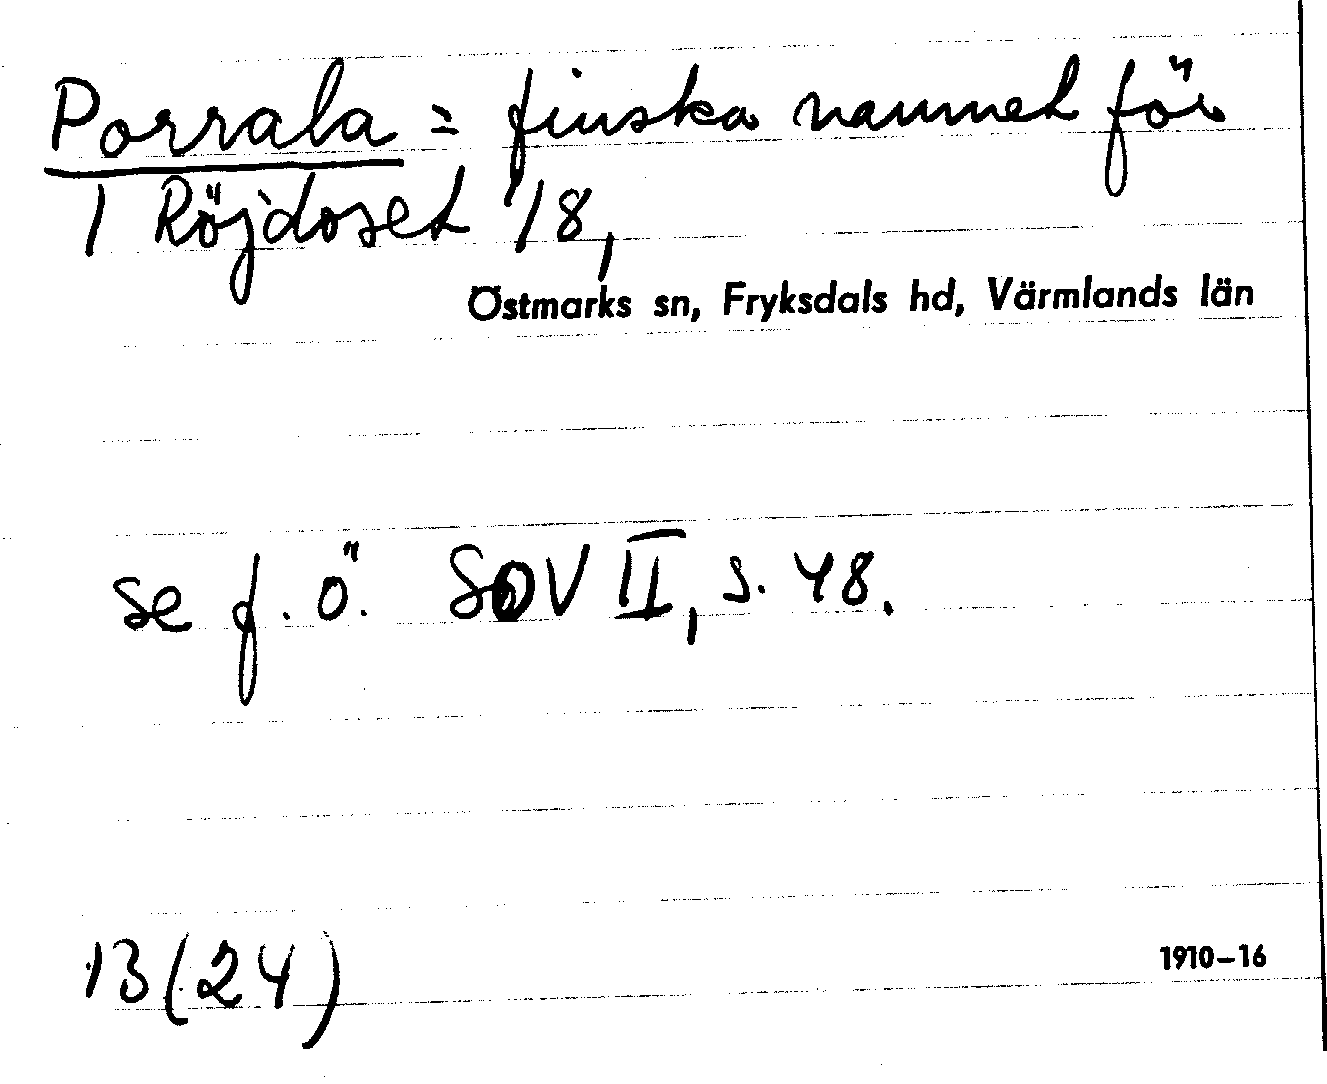 Porrala = finska namnet för
1 Röjdoset 1/8,
Östmarks sn, Fryksdals hd, Värmlands län
se f. ö. SOV II, s. 48.
13 (24)
1910-16